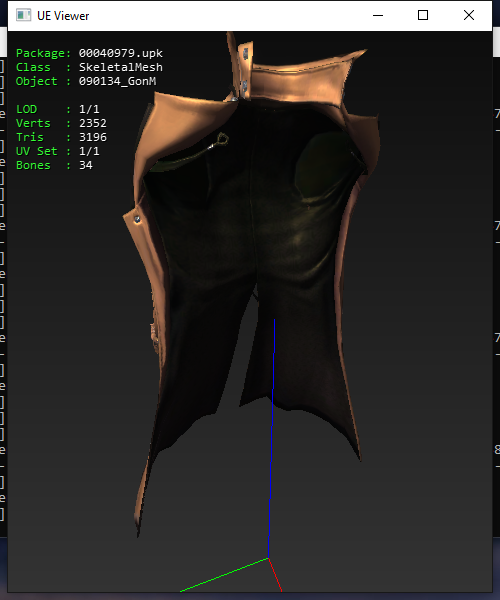 UE Viewer
Package: 00040979.upk
Class  : SkeletalMesh
Object : 090134_GonM
LOD    : 1/1
Verts  : 2352
Tris   : 3196
UV Set : 1/1
Bones  : 34